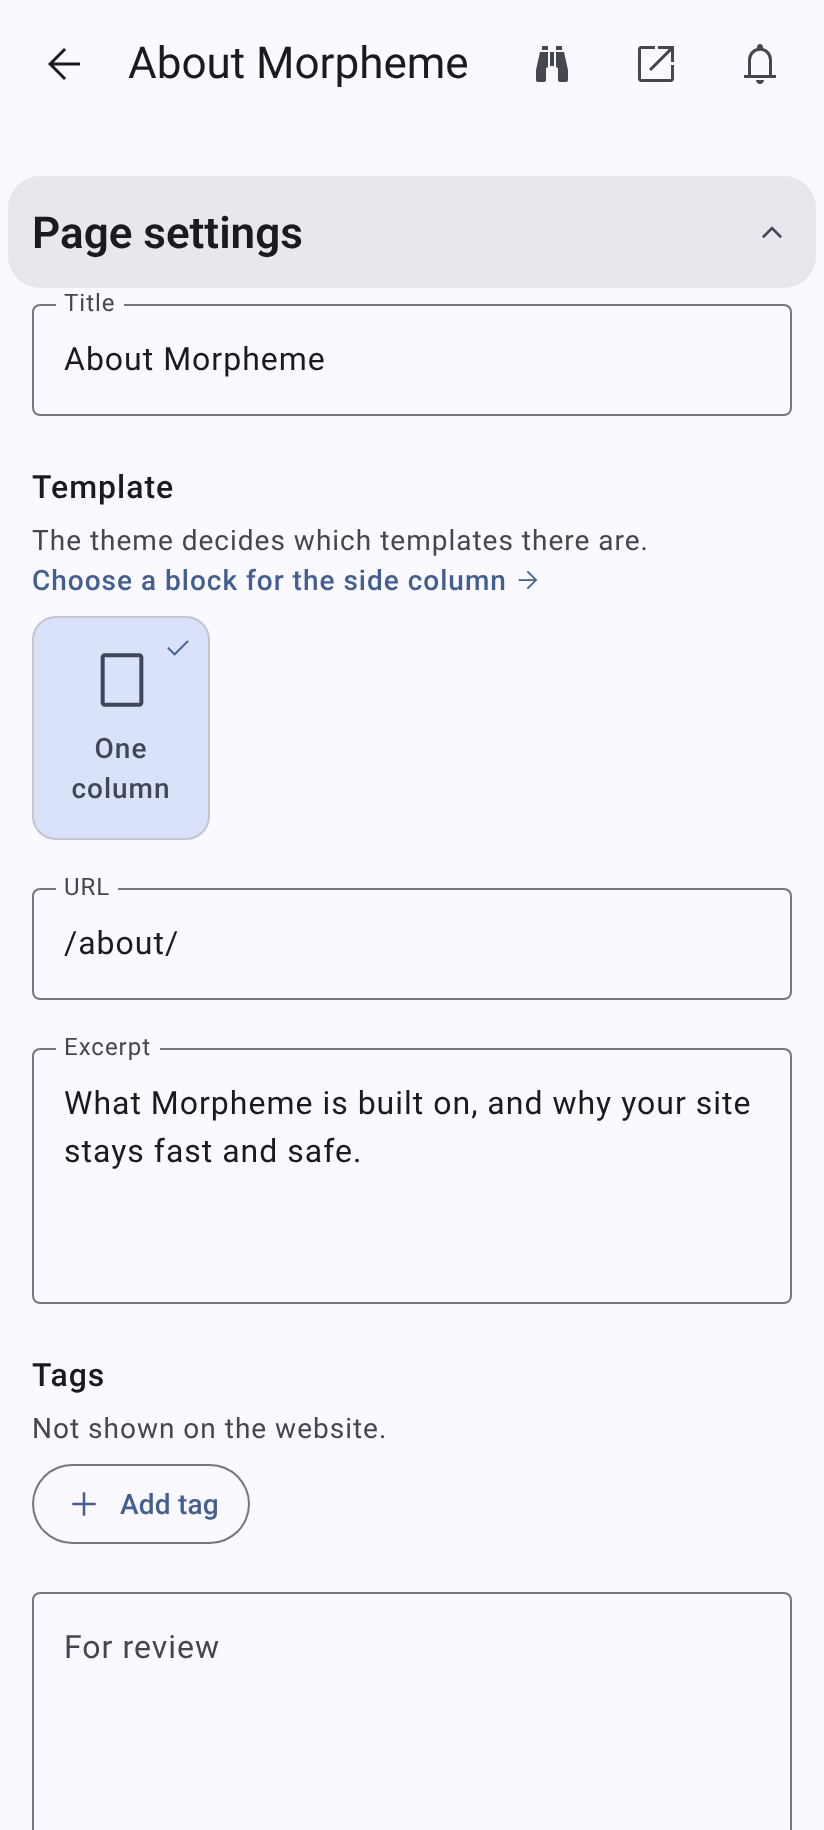 About Morpheme
Page settings
Title
About Morpheme
Template
The theme decides which templates there are.
Choose a block for the side column →
One
column
URL
/about/
Excerpt
What Morpheme is built on, and why your site
stays fast and safe.
Tags
Not shown on the website.
+ Add tag
For review